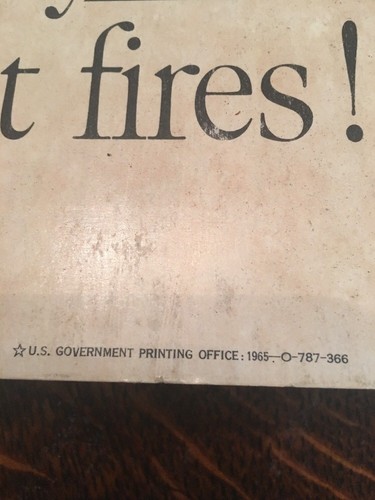 y
t fires!
☆ U.S. GOVERNMENT PRINTING OFFICE: 1965—O-787-366